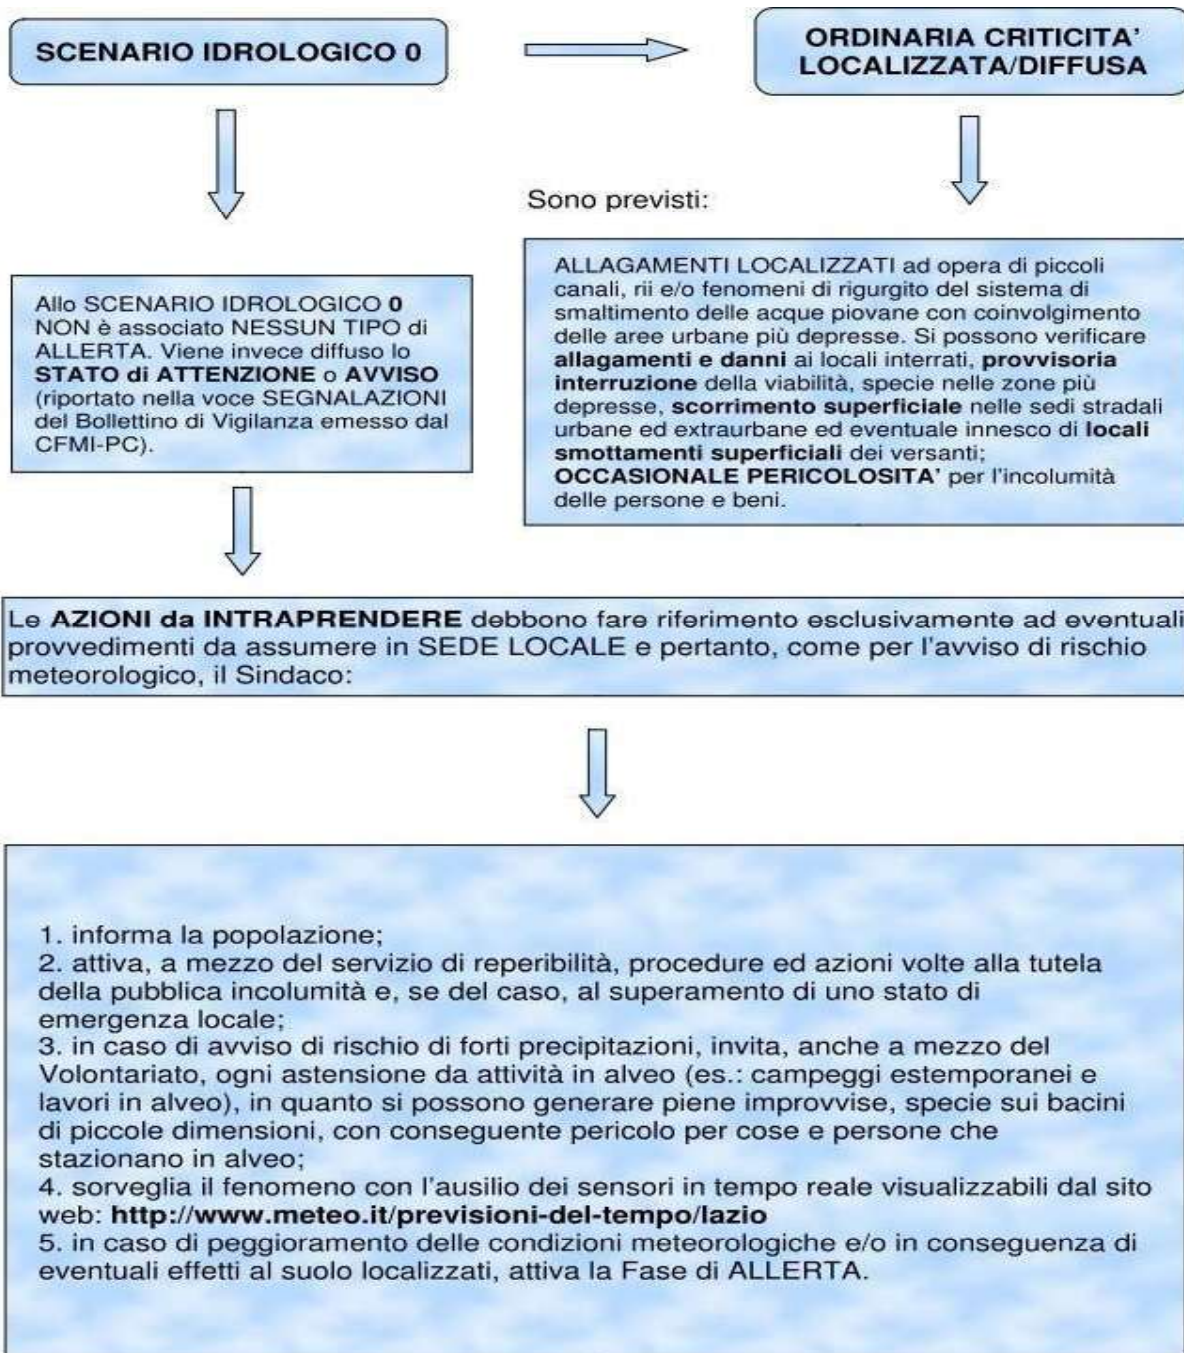 SCENARIO IDROLOGICO 0
ORDINARIA CRITICITA'
LOCALIZZATA/DIFFUSA
Sono previsti:
Allo SCENARIO IDROLOGICO 0
NON è associato NESSUN TIPO di
ALLERTA. Viene invece diffuso lo
STATO di ATTENZIONE o AVVISO
(riportato nella voce SEGNALAZIONI
del Bollettino di Vigilanza emesso dal
CFMI-PC).
ALLAGAMENTI LOCALIZZATI ad opera di piccoli
canali, rii e/o fenomeni di rigurgito del sistema di
smaltimento delle acque piovane con coinvolgimento
delle aree urbane più depresse. Si possono verificare
allagamenti e danni ai locali interrati, provvisoria
interruzione della viabilità, specie nelle zone più
depresse, scorrimento superficiale nelle sedi stradali
urbane ed extraurbane ed eventuale innesco di locali
smottamenti superficiali dei versanti;
OCCASIONALE PERICOLOSITA' per l'incolumità
delle persone e beni.
Le AZIONI da INTRAPRENDERE debbono fare riferimento esclusivamente ad eventuali
provvedimenti da assumere in SEDE LOCALE e pertanto, come per l'avviso di rischio
meteorologico, il Sindaco:
1. informa la popolazione;
2. attiva, a mezzo del servizio di reperibilità, procedure ed azioni volte alla tutela
della pubblica incolumità e, se del caso, al superamento di uno stato di
emergenza locale;
3. in caso di avviso di rischio di forti precipitazioni, invita, anche a mezzo del
Volontariato, ogni astensione da attività in alveo (es.: campeggi estemporanei e
lavori in alveo), in quanto si possono generare piene improvvise, specie sui bacini
di piccole dimensioni, con conseguente pericolo per cose e persone che
stazionano in alveo;
4. sorveglia il fenomeno con l'ausilio dei sensori in tempo reale visualizzabili dal sito
web: http://www.meteo.it/previsioni-del-tempo/lazio
5. in caso di peggioramento delle condizioni meteorologiche e/o in conseguenza di
eventuali effetti al suolo localizzati, attiva la Fase di ALLERTA.